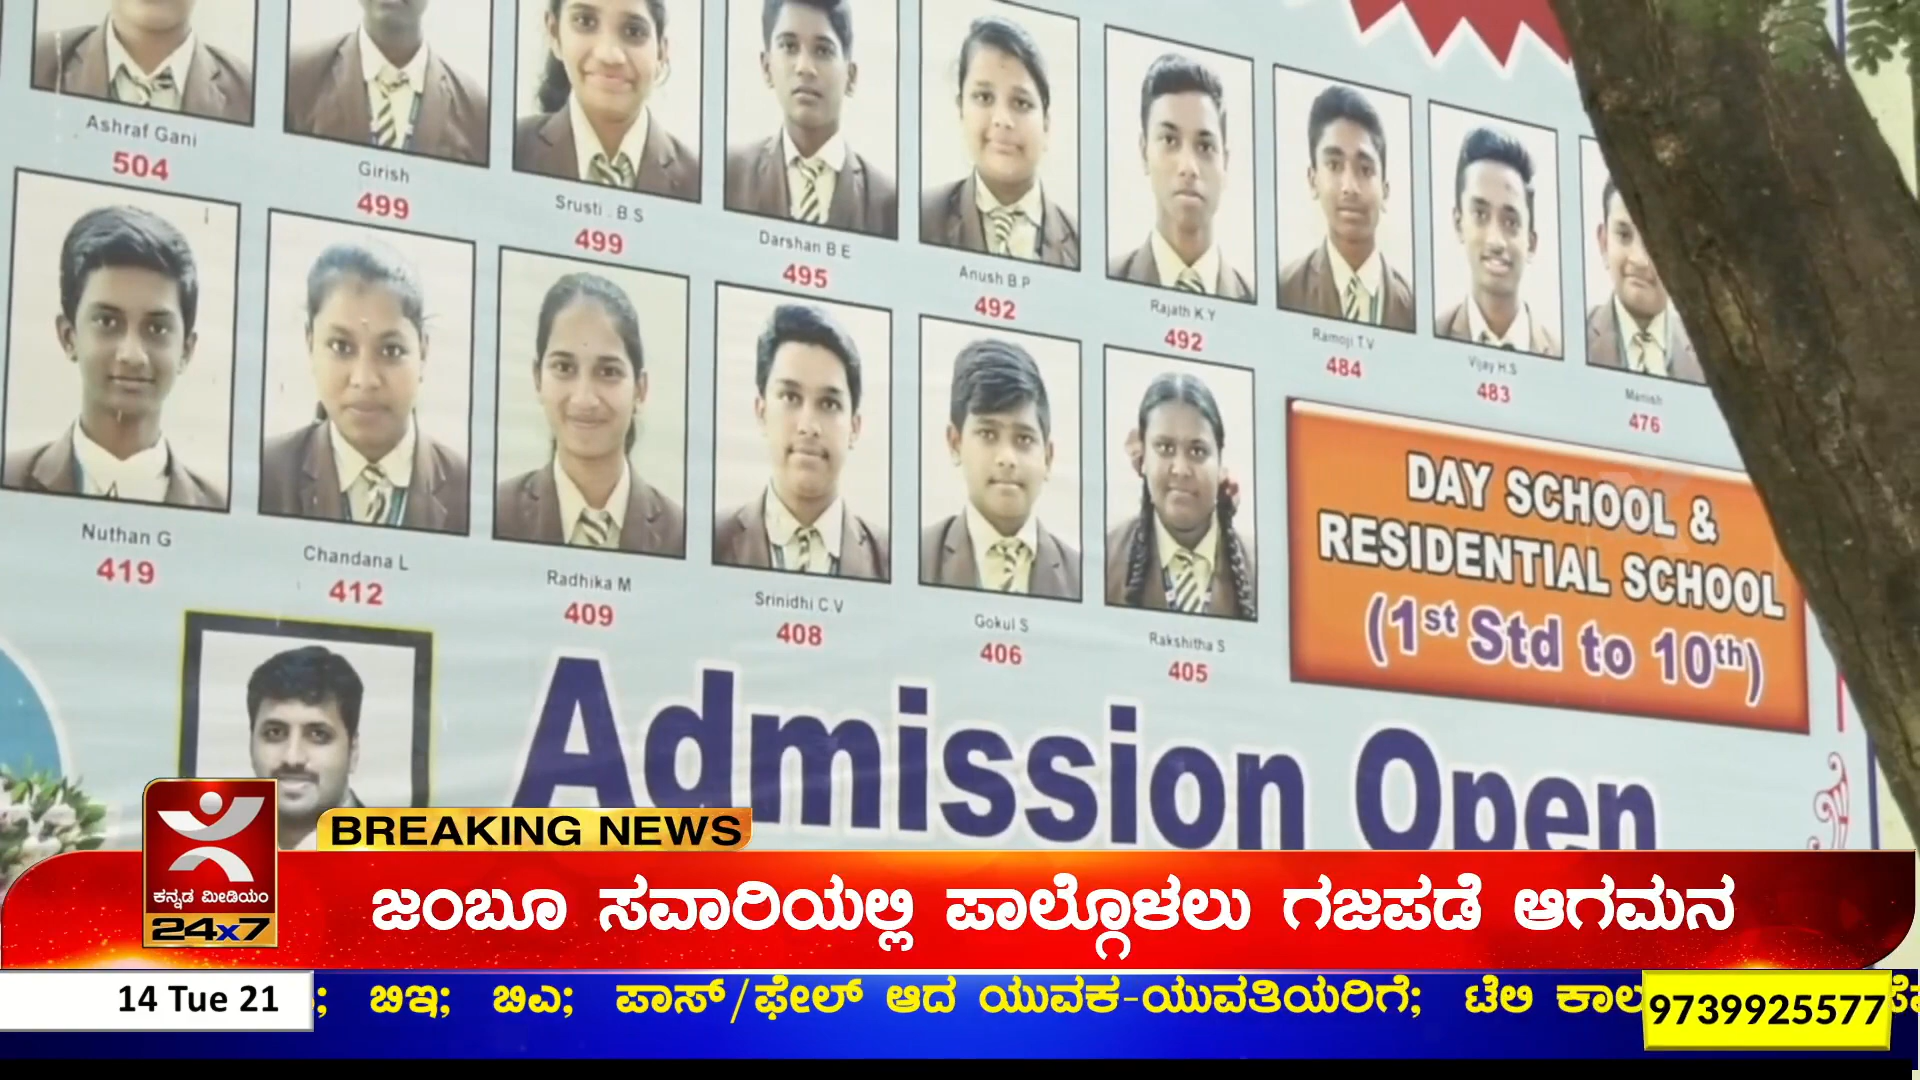 Ashraf Gani
504
Girish
499
Srusti . B.S
499
Darshan B E
495
Anush B.P
492
Rajath K.Y
492
Ramoji T.V
484
Vijay H.S
483
Manish
476
Nuthan G
419
Chandana L
412
Radhika M
409
Srinidhi C V
408
Gokul S
406
Rakshitha S
405
DAY SCHOOL &
RESIDENTIAL SCHOOL
(1st Std to 10th)
Admission Open
BREAKING NEWS
ಕನ್ನಡ ಮೀಡಿಯಂ
24x7
ಜಂಬೂ ಸವಾರಿಯಲ್ಲಿ ಪಾಲ್ಗೊಳಲು ಗಜಪಡೆ ಆಗಮನ
14 Tue 21
; ಬಿಇ; ಬಿಎ; ಪಾಸ್/ಫೇಲ್ ಆದ ಯುವಕ-ಯುವತಿಯರಿಗೆ; ಟೆಲಿ
9739925577